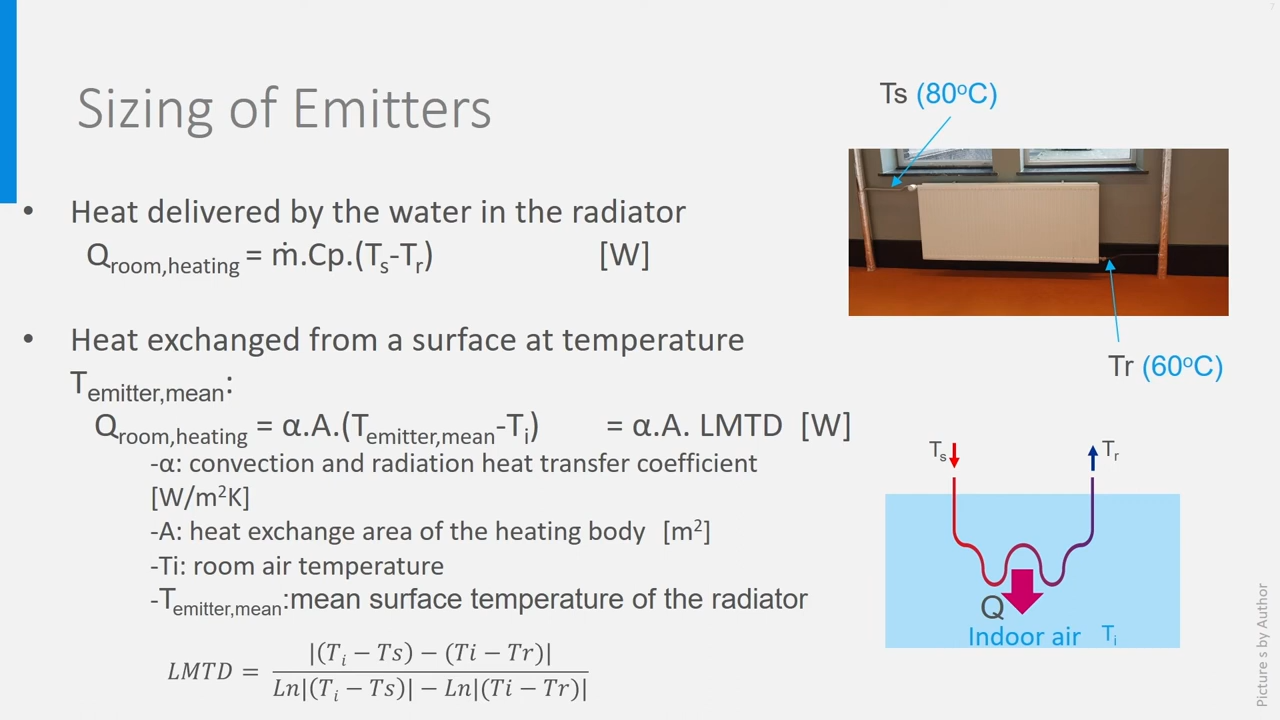 7
Sizing of Emitters
Ts (80°C)
• Heat delivered by the water in the radiator
Q_room,heating = ṁ.Cp.(T_s-T_r) [W]
• Heat exchanged from a surface at temperature
T_emitter,mean:
Q_room,heating = α.A.(T_emitter,mean-T_i) = α.A. LMTD [W]
-α: convection and radiation heat transfer coefficient
[W/m²K]
-A: heat exchange area of the heating body [m²]
-Ti: room air temperature
-T_emitter,mean:mean surface temperature of the radiator
LMTD = |(T_i − Ts) − (Ti − Tr)| / Ln|(T_i − Ts)| − Ln|(Ti − Tr)|
Tr (60°C)
T_s
T_r
Q
Indoor air T_i
Picture s by Author